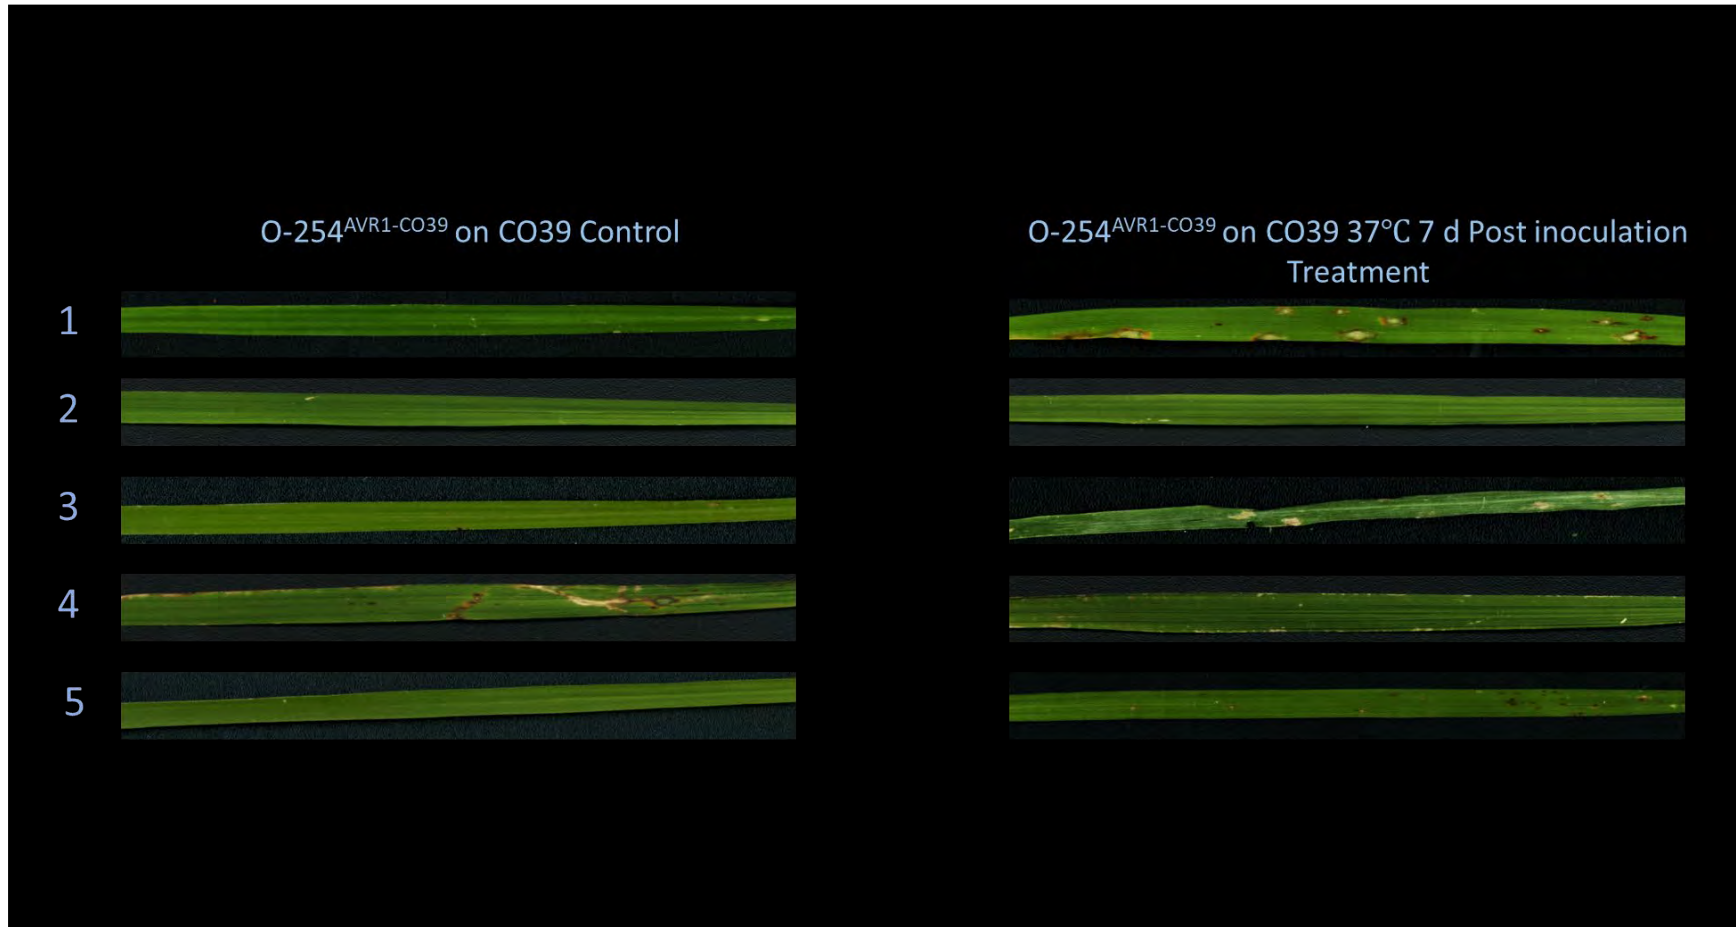 O-254AVR1-CO39 on CO39 Control
O-254AVR1-CO39 on CO39 37°C 7 d Post inoculation
Treatment
1
2
3
4
5